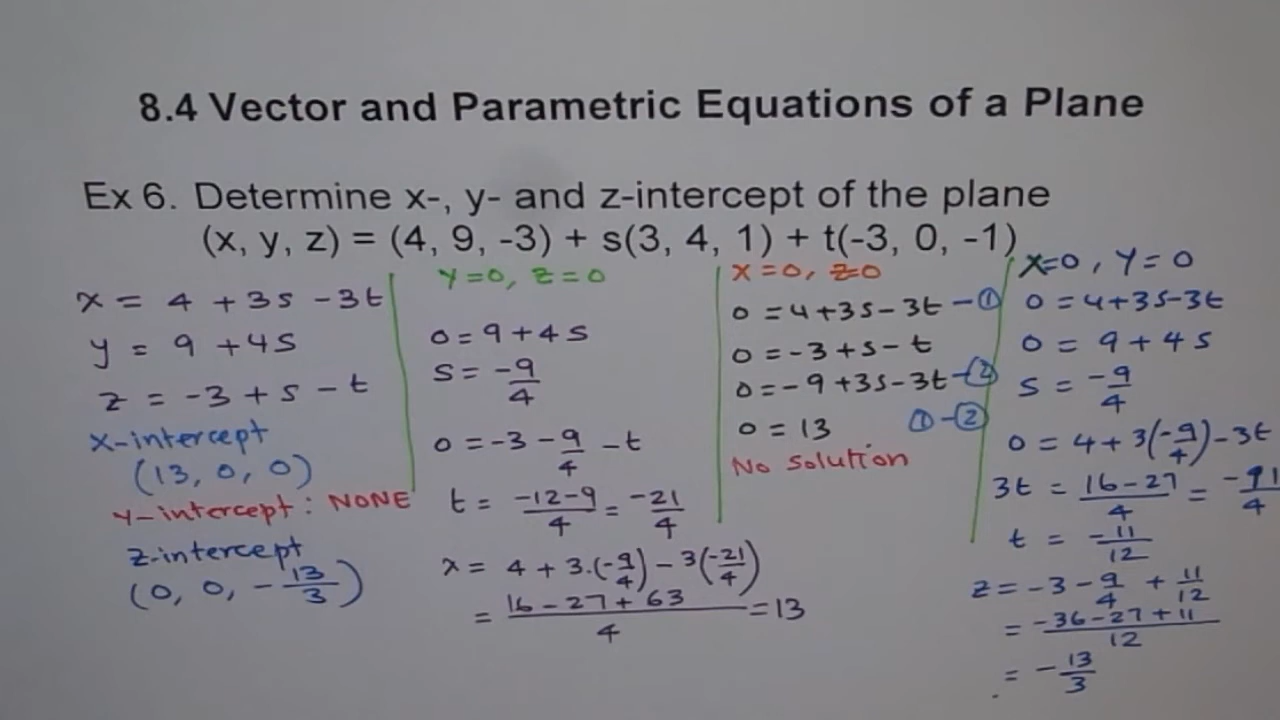 8.4 Vector and Parametric Equations of a Plane
Ex 6. Determine x-, y- and z-intercept of the plane
(x, y, z) = (4, 9, -3) + s(3, 4, 1) + t(-3, 0, -1)
x = 4 + 3s - 3t
y = 9 + 4s
z = -3 + s - t
x-intercept
(13, 0, 0)
y-intercept : NONE
z-intercept
(0, 0, -13/3)
y=0, z=0
0 = 9 + 4s
s = -9/4
0 = -3 - 9/4 - t
t = (-12-9)/4 = -21/4
x = 4 + 3.(-9/4) - 3(-21/4)
= (16 - 27 + 63)/4 = 13
x=0, z=0
0 = 4+3s-3t - ①
0 = -3 + s - t
0 = -9 + 3s - 3t - ②
0 = 13 ① - ②
No solution
x=0, y=0
0 = 4+3s-3t
0 = 9 + 4s
s = -9/4
0 = 4 + 3(-9/4) - 3t
3t = (16-27)/4 = -11/4
t = -11/12
z = -3 - 9/4 + 11/12
= (-36-27+11)/12
= -13/3